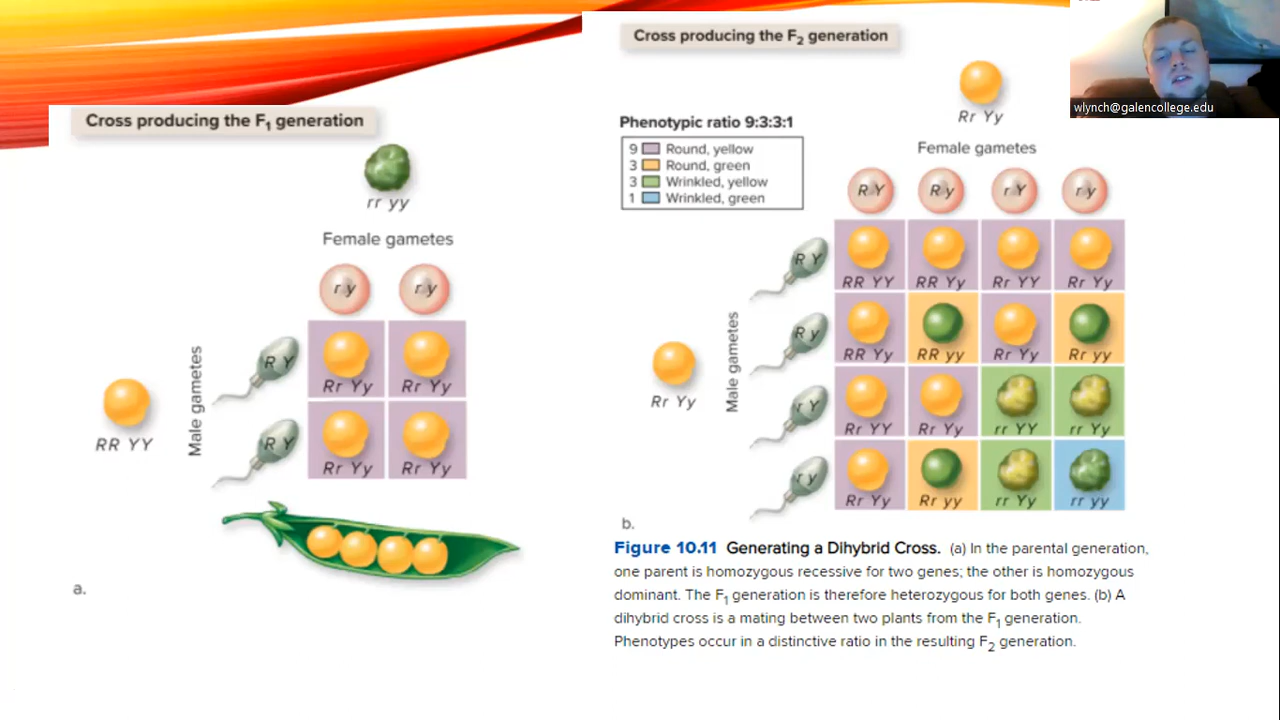 Cross producing the F₁ generation
rr yy
Female gametes
r y r y
Male gametes
RR YY
R Y
Rr Yy Rr Yy
R Y
Rr Yy Rr Yy
a.
Cross producing the F₂ generation
Rr Yy
Phenotypic ratio 9:3:3:1
9 Round, yellow
3 Round, green
3 Wrinkled, yellow
1 Wrinkled, green
Female gametes
R Y R y r Y r y
Male gametes
Rr Yy
R Y
RR YY RR Yy Rr YY Rr Yy
R y
RR Yy RR yy Rr Yy Rr yy
r Y
Rr YY Rr Yy rr YY rr Yy
r y
Rr Yy Rr yy rr Yy rr yy
b.
Figure 10.11 Generating a Dihybrid Cross. (a) In the parental generation,
one parent is homozygous recessive for two genes; the other is homozygous
dominant. The F₁ generation is therefore heterozygous for both genes. (b) A
dihybrid cross is a mating between two plants from the F₁ generation.
Phenotypes occur in a distinctive ratio in the resulting F₂ generation.
wlynch@galencollege.edu